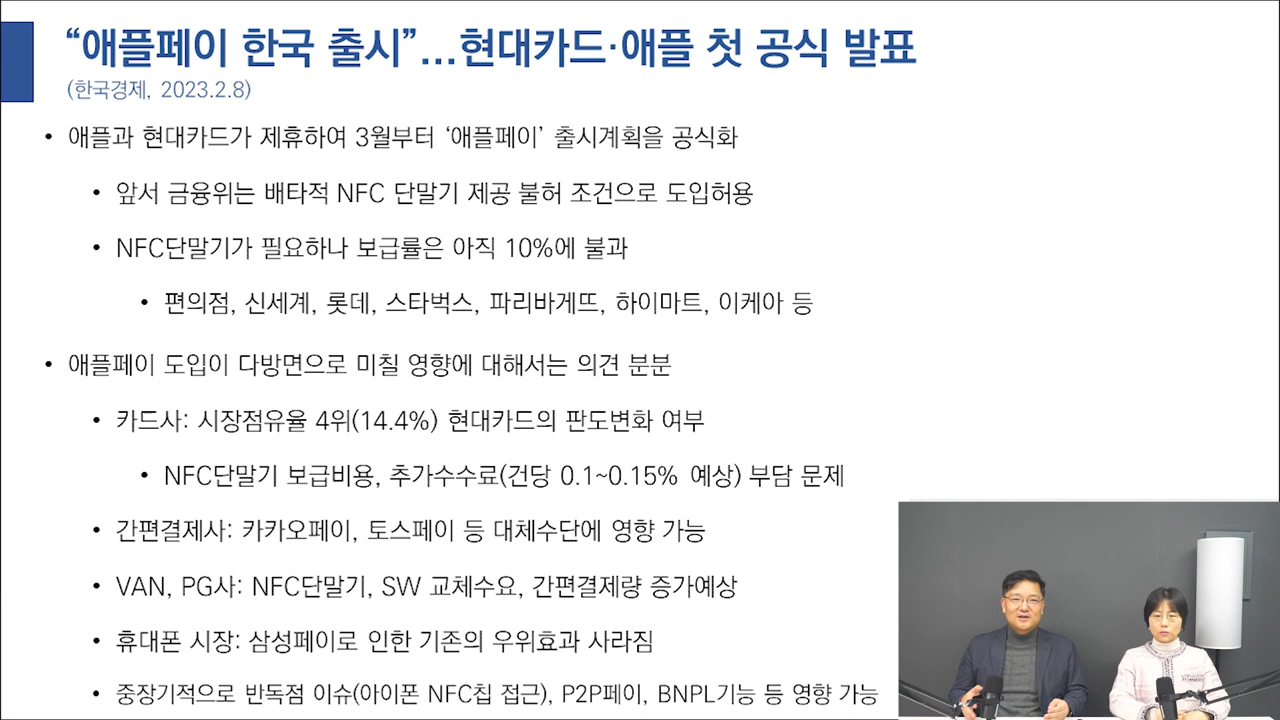 “애플페이 한국 출시”...현대카드·애플 첫 공식 발표
(한국경제, 2023.2.8)
• 애플과 현대카드가 제휴하여 3월부터 ‘애플페이’ 출시계획을 공식화
• 앞서 금융위는 배타적 NFC 단말기 제공 불허 조건으로 도입허용
• NFC단말기가 필요하나 보급률은 아직 10%에 불과
• 편의점, 신세계, 롯데, 스타벅스, 파리바게뜨, 하이마트, 이케아 등
• 애플페이 도입이 다방면으로 미칠 영향에 대해서는 의견 분분
• 카드사: 시장점유율 4위(14.4%) 현대카드의 판도변화 여부
• NFC단말기 보급비용, 추가수수료(건당 0.1~0.15% 예상) 부담 문제
• 간편결제사: 카카오페이, 토스페이 등 대체수단에 영향 가능
• VAN, PG사: NFC단말기, SW 교체수요, 간편결제량 증가예상
• 휴대폰 시장: 삼성페이로 인한 기존의 우위효과 사라짐
• 중장기적으로 반독점 이슈(아이폰 NFC칩 접근), P2P페이, BNPL기능 등 영향 가능